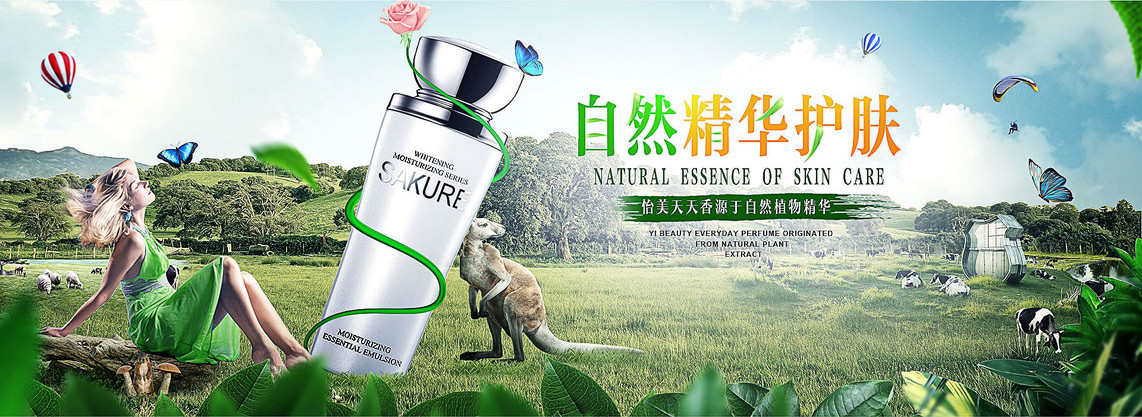 WHITENING
MOISTURIZING SERIES
SAKURE
MOISTURIZING
ESSENTIAL EMULSION
自然精华护肤
NATURAL ESSENCE OF SKIN CARE
怡美天天香源于自然植物精华
YI BEAUTY EVERYDAY PERFUME ORIGINATED
FROM NATURAL PLANT
EXTRACT